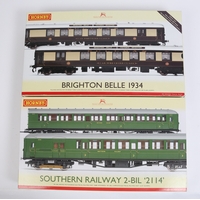 HORNBY
BRIGHTON BELLE 1934
HORNBY
SOUTHERN RAILWAY 2-BIL '2114'